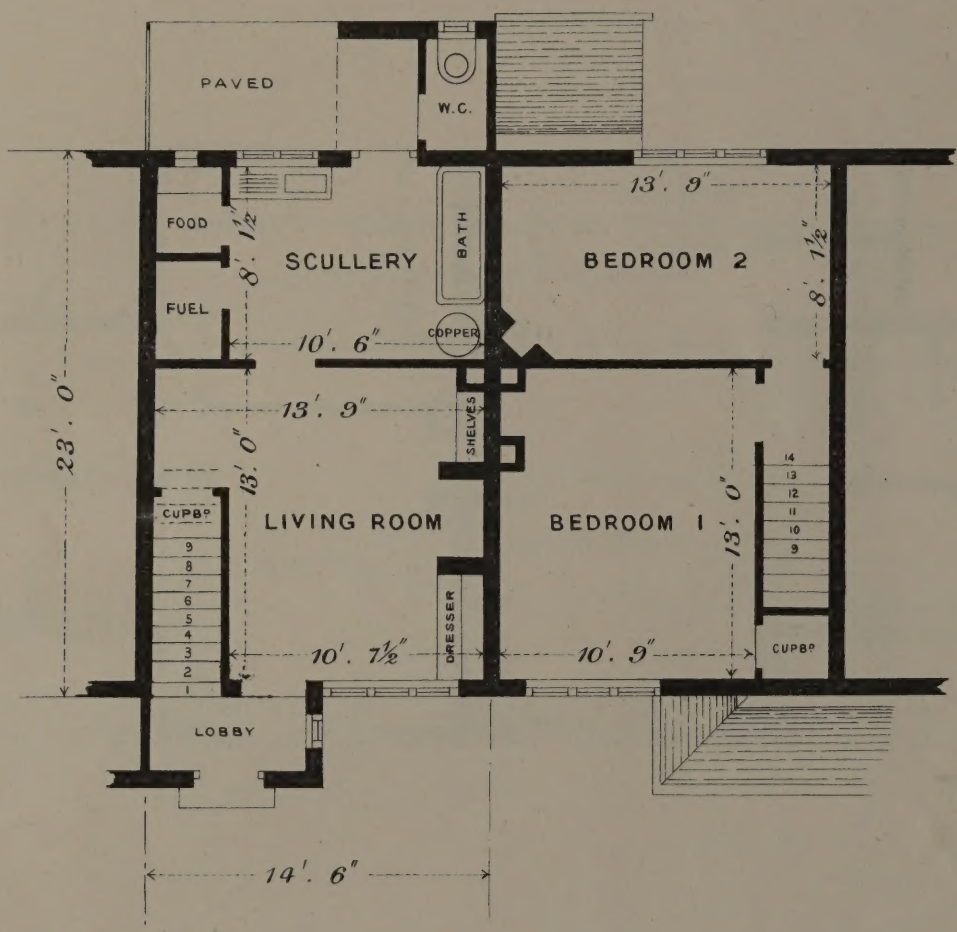 PAVED
W.C.
13'. 9"
FOOD
8'. 1½"
SCULLERY
BATH
BEDROOM 2
8'. 1½"
FUEL
COPPER
10'. 6"
23'. 0"
13'. 9"
13'. 0"
SHELVES
14
13
12
11
10
9
CUPBD
LIVING ROOM
BEDROOM 1
13'. 0"
9
8
7
6
5
4
3
2
1
10'. 7½"
DRESSER
10'. 9"
CUPBD
LOBBY
14'. 6"